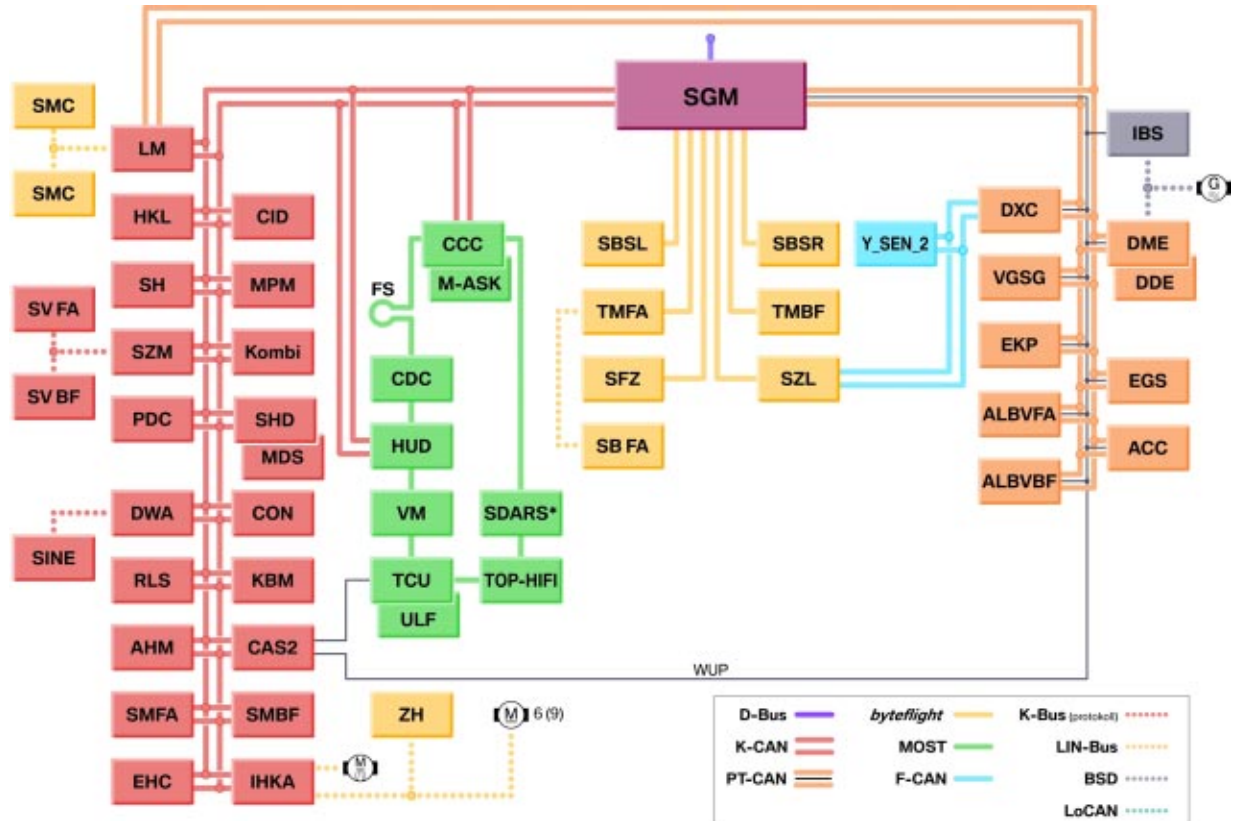 SMC
SGM
LM
IBS
SMC
G
HKL
CID
DXC
CCC
SBSL
SBSR
Y_SEN_2
DME
M-ASK
DDE
SH
MPM
FS
VGSG
SV FA
TMFA
TMBF
SZM
Kombi
EKP
CDC
SFZ
SZL
EGS
SV BF
PDC
SHD
ALBVFA
HUD
SB FA
ACC
MDS
ALBVBF
DWA
CON
VM
SDARS*
SINE
RLS
KBM
TCU
TOP-HIFI
ULF
AHM
CAS2
WUP
SMFA
SMBF
ZH
M 6 (9)
D-Bus
byteflight
K-Bus (protokoll)
K-CAN
MOST
LIN-Bus
M
EHC
IHKA
PT-CAN
F-CAN
BSD
LoCAN